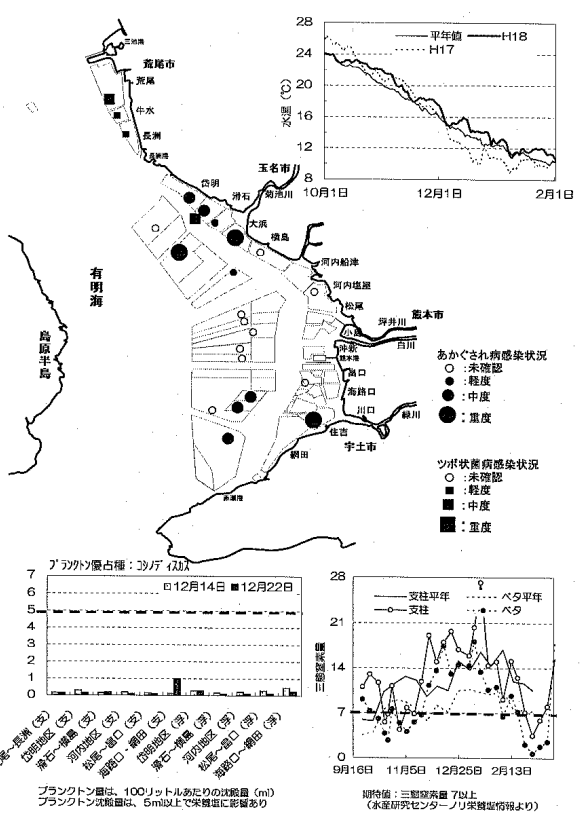 三池港
荒尾市
荒尾
牛水
長洲
長洲港
岱明
玉名市
滑石
菊池川
大浜
横島
河内船津
河内塩屋
松尾
熊本市
小島
坪井川
白川
沖新
熊本港
畠口
海路口
川口
緑川
住吉
宇土市
網田
赤瀬港
有明海
島原半島
平年値 H18
H17
28
24
20
16
12
8
水温(℃)
10月1日 12月1日 2月1日
あかぐされ病感染状況
:未確認
:軽度
:中度
:重度
ツボ状菌病感染状況
:未確認
:軽度
:中度
:重度
プランクトン優占種:コシノディスカス
12月14日 12月22日
7
6
5
4
3
2
1
0
尾~長洲(支)
岱明地区(支)
滑石~横島(支)
河内地区(支)
松尾~畠口(支)
海路口~網田(支)
岱明地区(浮)
滑石~横島(浮)
河内地区(浮)
松尾~畠口(浮)
海路口~網田(浮)
プランクトン量は、100リットルあたりの沈殿量(ml)
プランクトン沈殿量は、5ml以上で栄養塩に影響あり
支柱平年 ベタ平年
支柱 ベタ
28
21
14
7
0
三態窒素量
9月16日 11月5日 12月25日 2月13日
期待値:三態窒素量 7以上
(水産研究センターノリ栄養塩情報より)